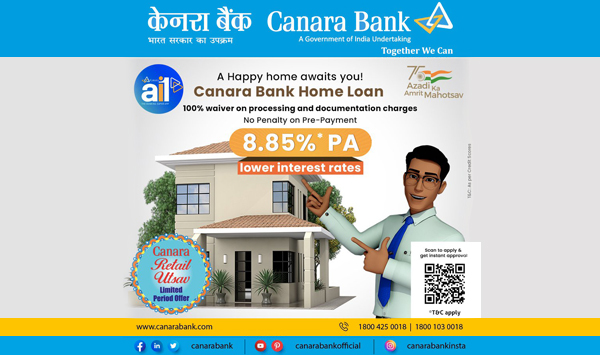 केनरा बैंक Canara Bank
भारत सरकार का उपक्रम A Government of India Undertaking
Together We Can
ai1
A Happy home awaits you!
Canara Bank Home Loan
75 Azadi Ka
Amrit Mahotsav
100% waiver on processing and documentation charges
No Penalty on Pre-Payment
8.85%* PA
lower interest rates
T&C: As per Credit Scores
Canara
Retail
Utsav
Limited
Period Offer
Scan to apply &
get instant approval
*T&C apply
www.canarabank.com 1800 425 0018 | 1800 103 0018
canarabank canarabankofficial canarabankinsta